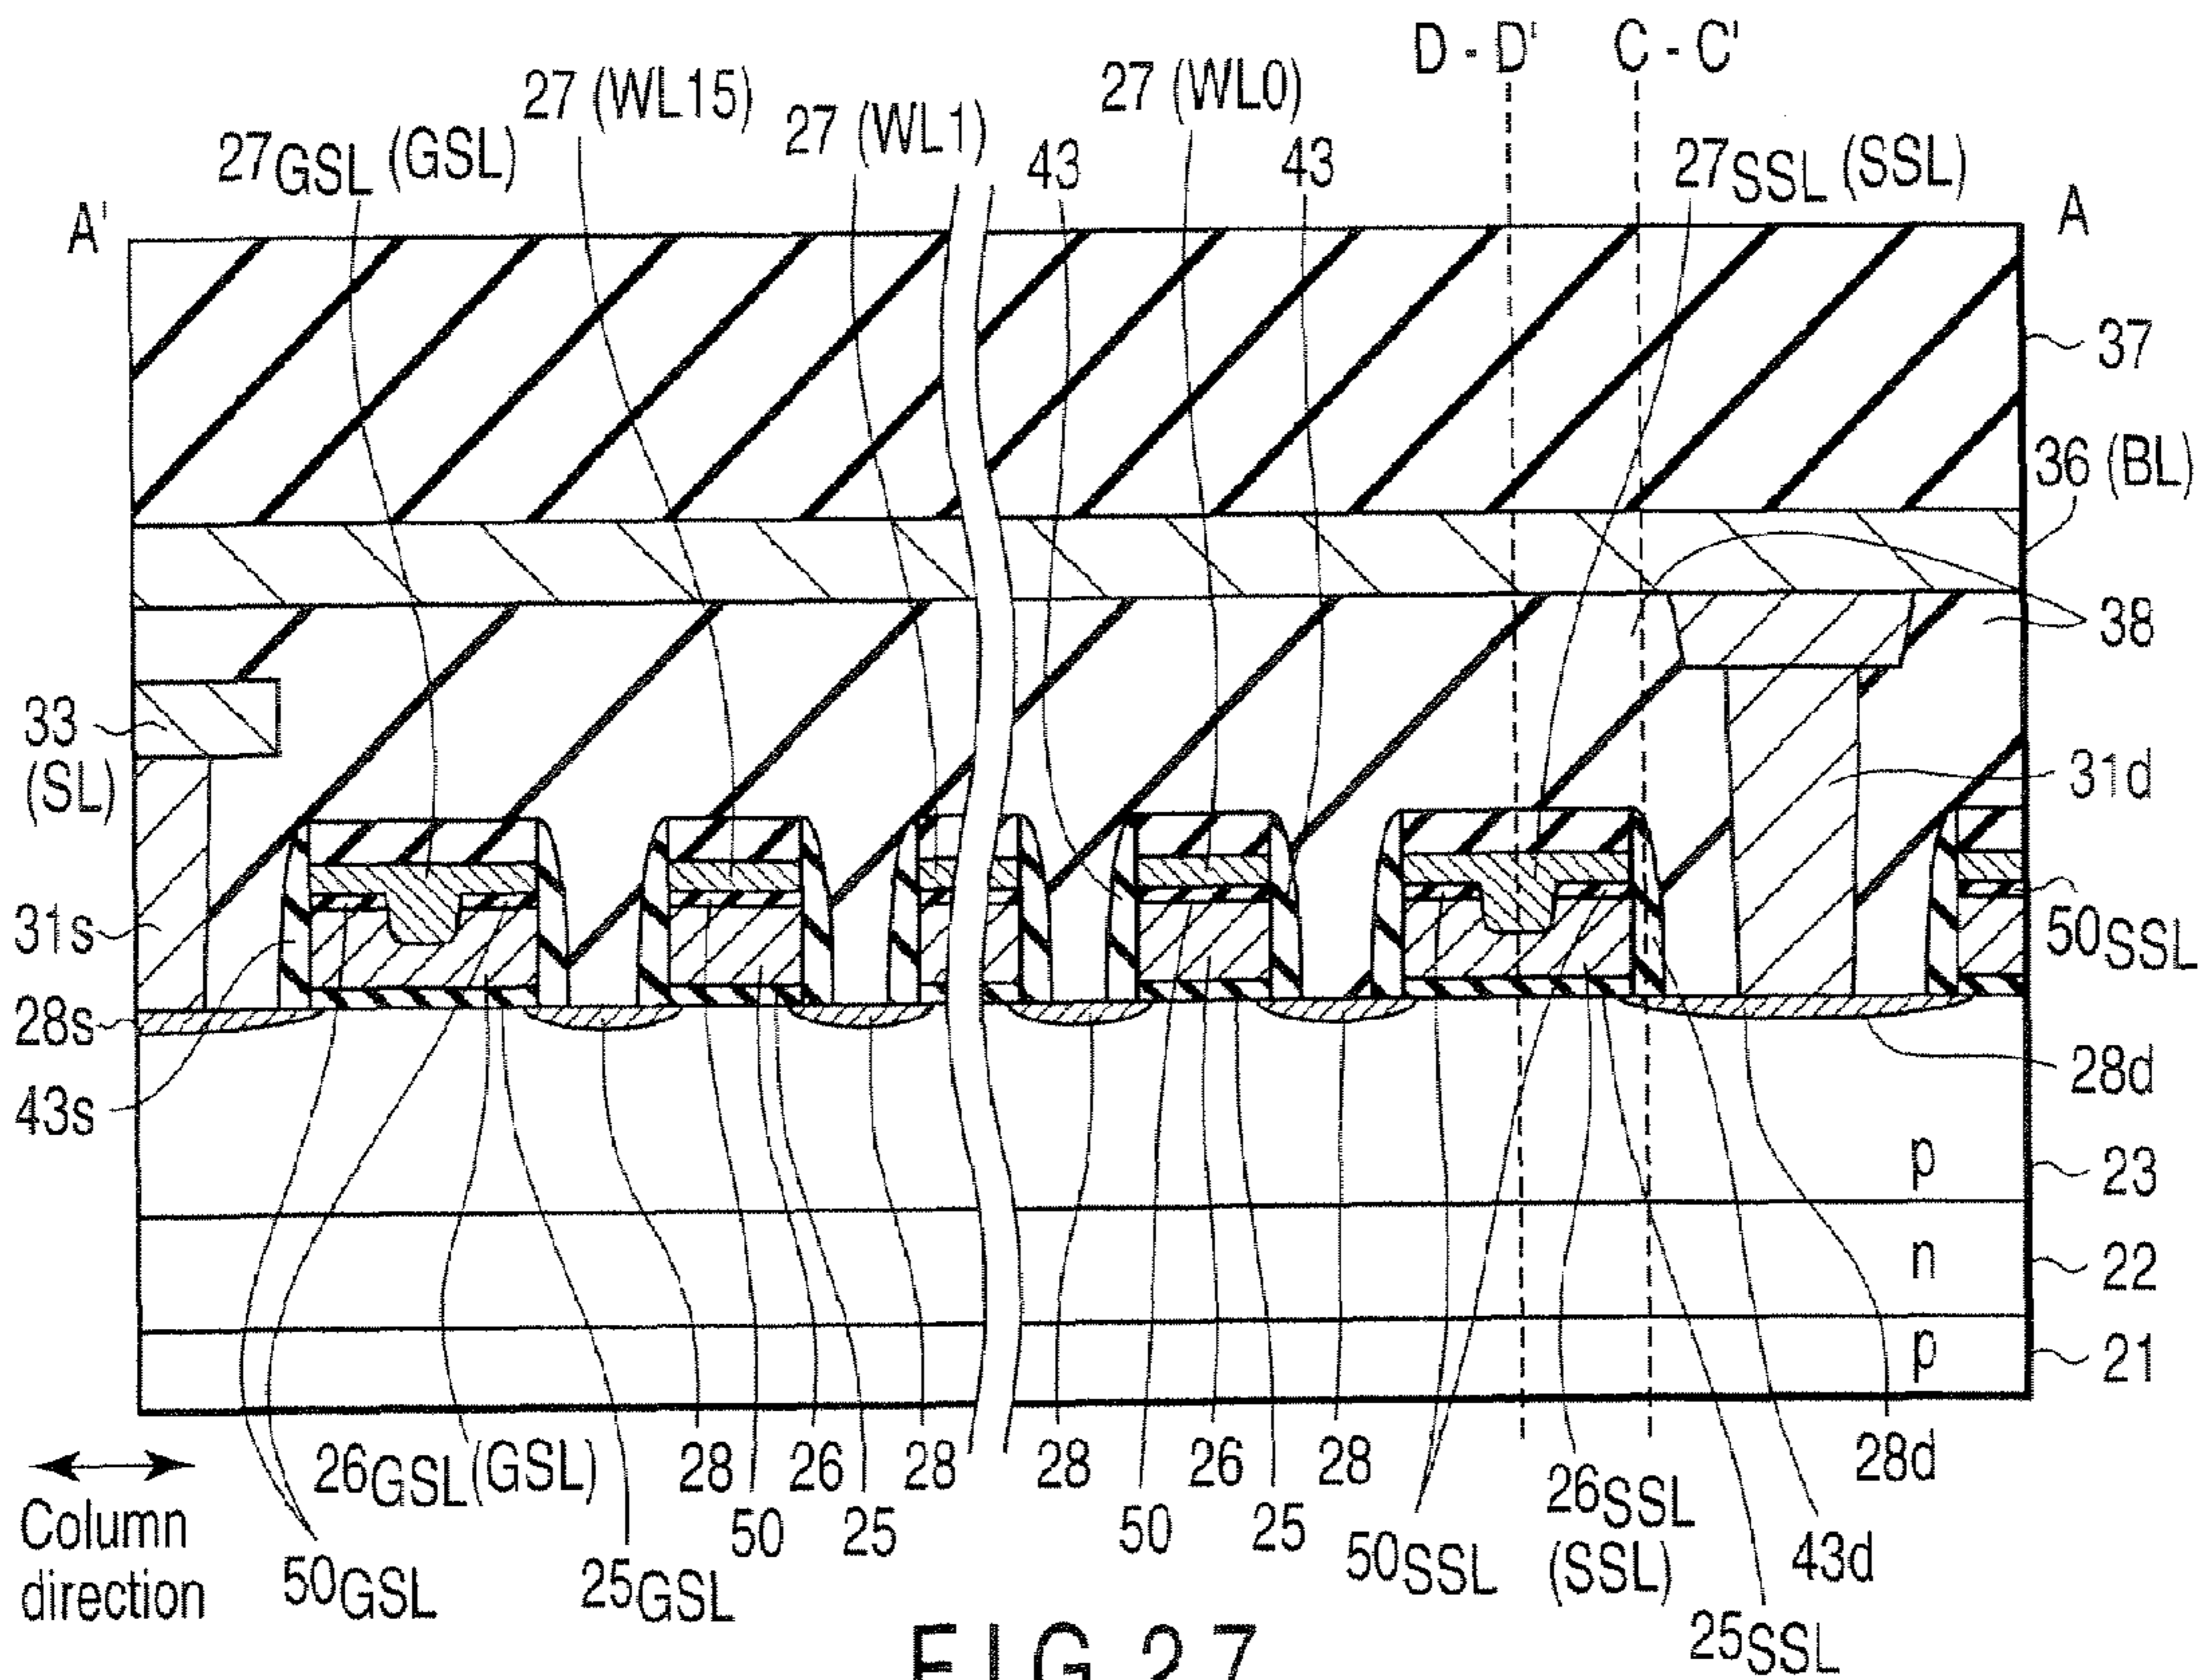 D - D' C - C'
27 (WL15)
27 (WL1)
27 (WL0)
27GSL (GSL)
43
43
27SSL (SSL)
A'
A
37
36 (BL)
38
33
(SL)
31d
31s
50SSL
28s
28d
43s
p 23
n 22
p 21
Column
direction
26GSL(GSL)
28
26
28
28
26
28
26SSL
(SSL)
28d
50GSL
25GSL
50
25
50
25
50SSL
43d
25SSL
FIG.27